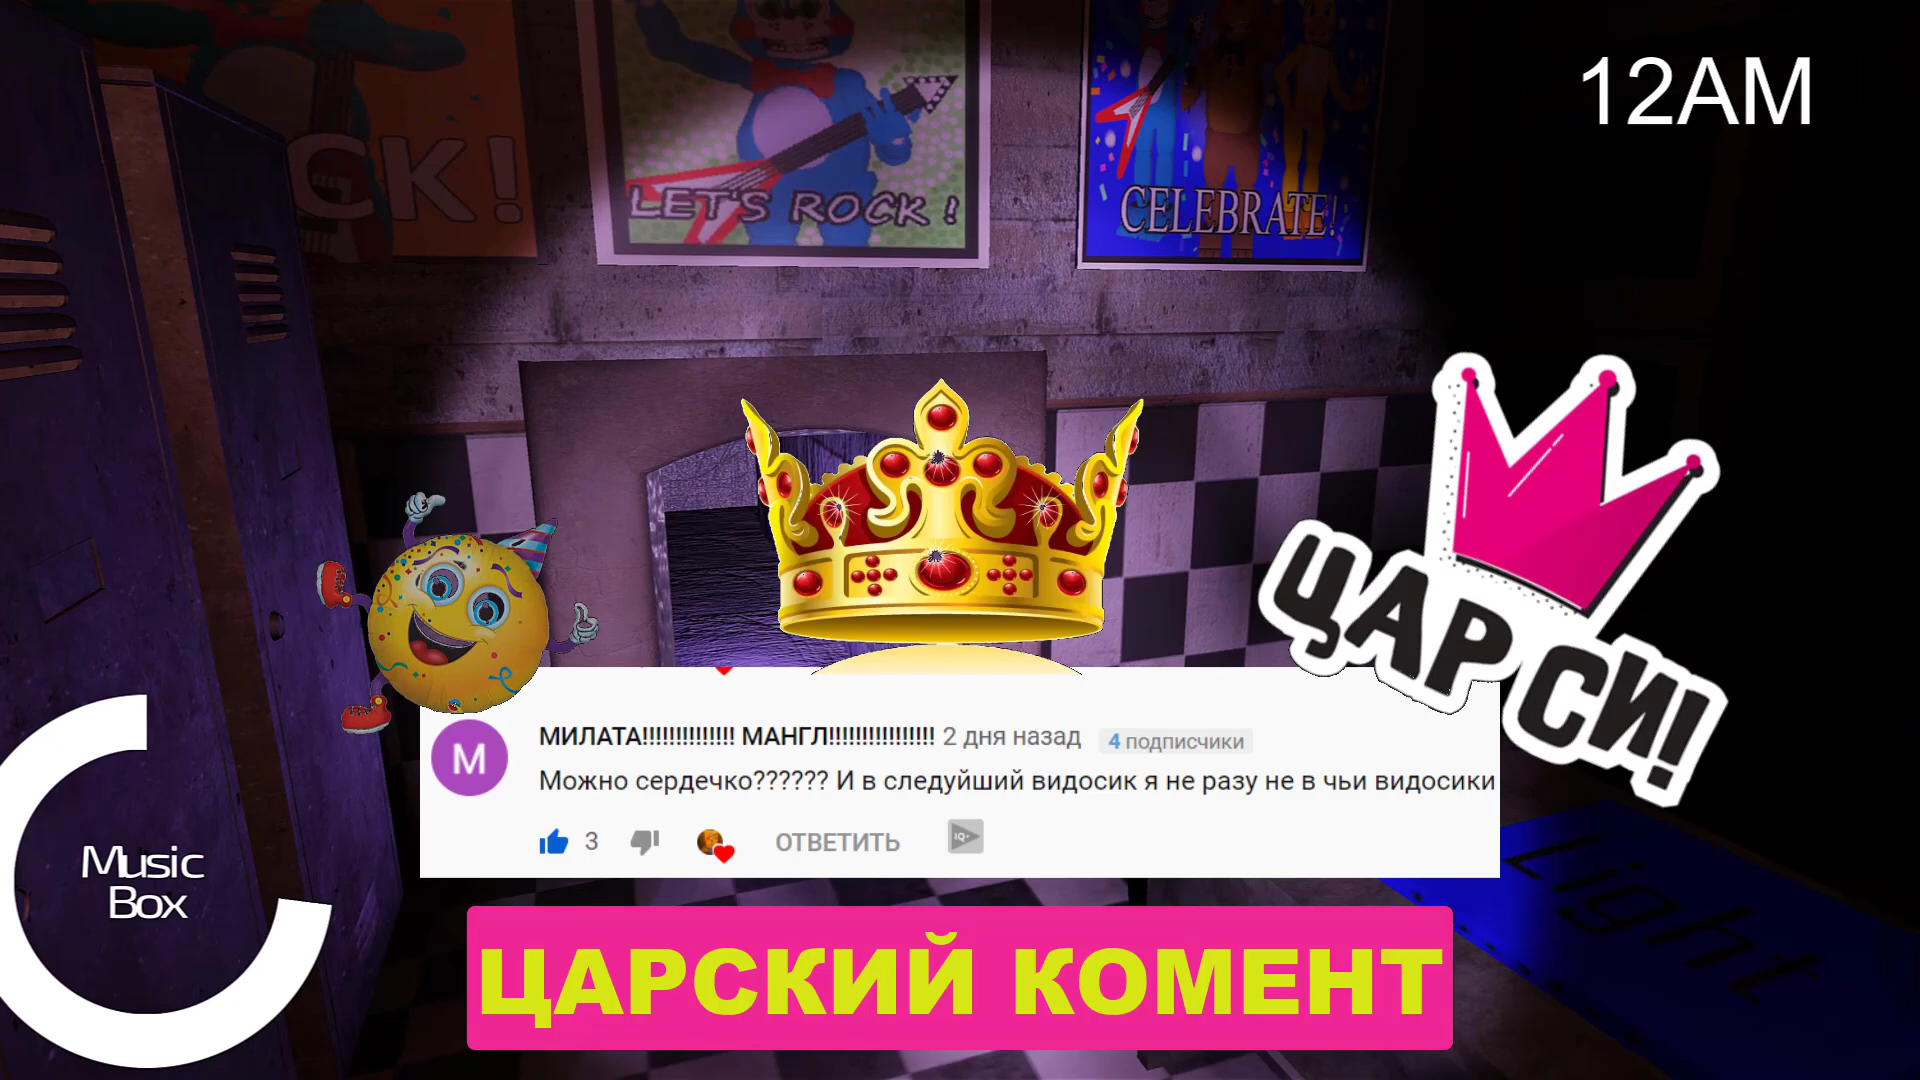 12AM
CK!
LET'S ROCK!
CELEBRATE!
ЦАР СИ!
МИЛАТА!!!!!!!!!!!!!! МАНГЛ!!!!!!!!!!!!!!!! 2 дня назад 4 подписчики
М
Можно сердечко?????? И в следуйший видосик я не разу не в чьи видосики
3 ОТВЕТИТЬ IQ+
Music
Box
Light
ЦАРСКИЙ КОМЕНТ